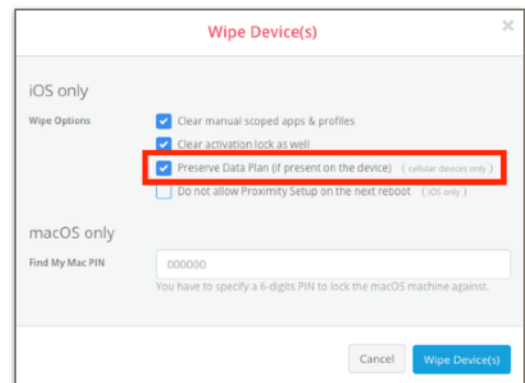 Wipe Device(s)
×
iOS only
Wipe Options
Clear manual scoped apps & profiles
Clear activation lock as well
Preserve Data Plan (if present on the device) ( cellular devices only )
Do not allow Proximity Setup on the next reboot ( iOS only )
macOS only
Find My Mac PIN
000000
You have to specify a 6-digits PIN to lock the macOS machine against.
Cancel
Wipe Device(s)